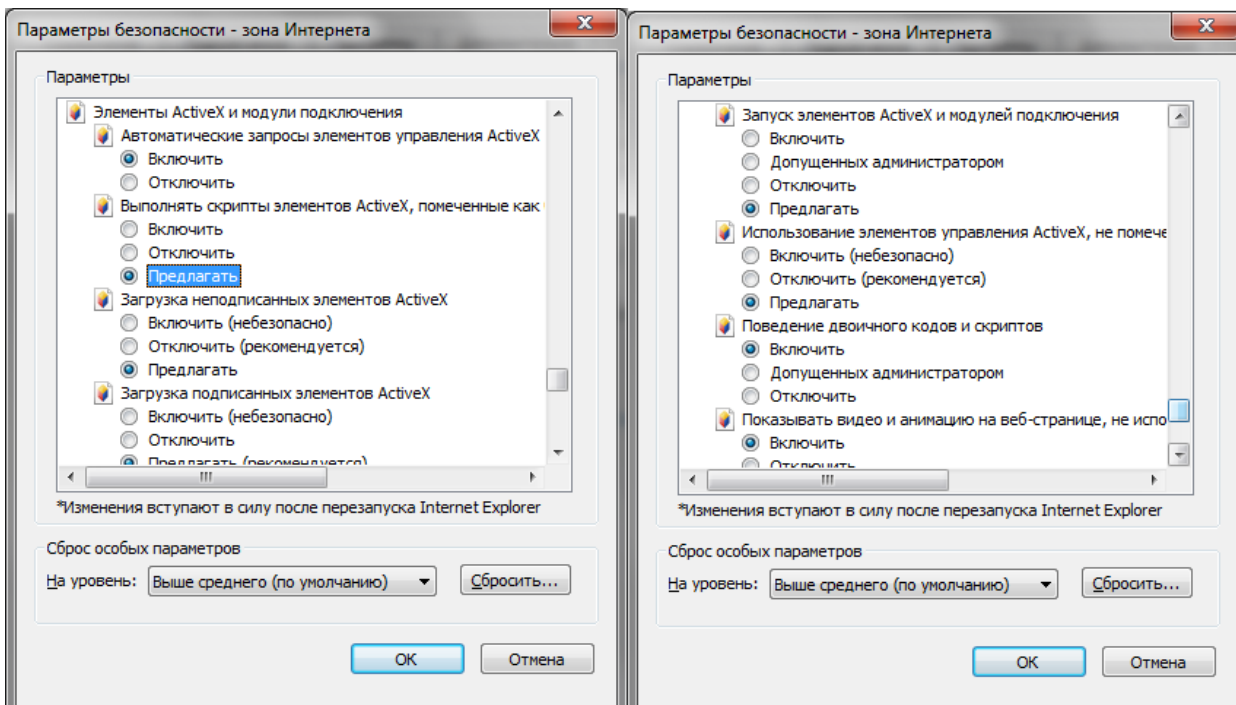 Параметры безопасности - зона Интернета
Параметры
Элементы ActiveX и модули подключения
Автоматические запросы элементов управления ActiveX
Включить
Отключить
Выполнять скрипты элементов ActiveX, помеченные как
Включить
Отключить
Предлагать
Загрузка неподписанных элементов ActiveX
Включить (небезопасно)
Отключить (рекомендуется)
Предлагать
Загрузка подписанных элементов ActiveX
Включить (небезопасно)
Отключить
Предлагать (рекомендуется)
*Изменения вступают в силу после перезапуска Internet Explorer
Сброс особых параметров
На уровень: Выше среднего (по умолчанию) Сбросить...
ОК Отмена
Параметры безопасности - зона Интернета
Параметры
Запуск элементов ActiveX и модулей подключения
Включить
Допущенных администратором
Отключить
Предлагать
Использование элементов управления ActiveX, не помече
Включить (небезопасно)
Отключить (рекомендуется)
Предлагать
Поведение двоичного кодов и скриптов
Включить
Допущенных администратором
Отключить
Показывать видео и анимацию на веб-странице, не испо
Включить
Отключить
*Изменения вступают в силу после перезапуска Internet Explorer
Сброс особых параметров
На уровень: Выше среднего (по умолчанию) Сбросить...
ОК Отмена